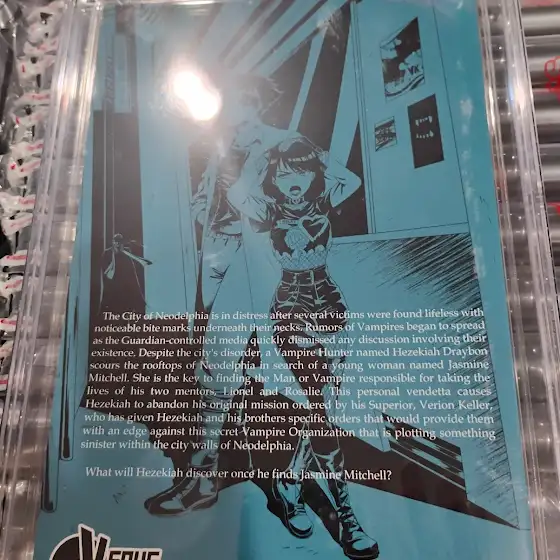 The City of Neodelphia is in distress after several victims were found lifeless with
noticeable bite marks underneath their necks. Rumors of Vampires began to spread
as the Guardian-controlled media quickly dismissed any discussion involving their
existence. Despite the city's disorder, a Vampire Hunter named Hezekiah Draybon
scours the rooftops of Neodelphia in search of a young woman named Jasmine
Mitchell. She is the key to finding the Man or Vampire responsible for taking the
lives of his two mentors, Lionel and Rosalie. This personal vendetta causes
Hezekiah to abandon his original mission ordered by his Superior, Verion Keller,
who has given Hezekiah and his brothers specific orders that would provide them
with an edge against this secret Vampire Organization that is plotting something
sinister within the city walls of Neodelphia.
What will Hezekiah discover once he finds Jasmine Mitchell?